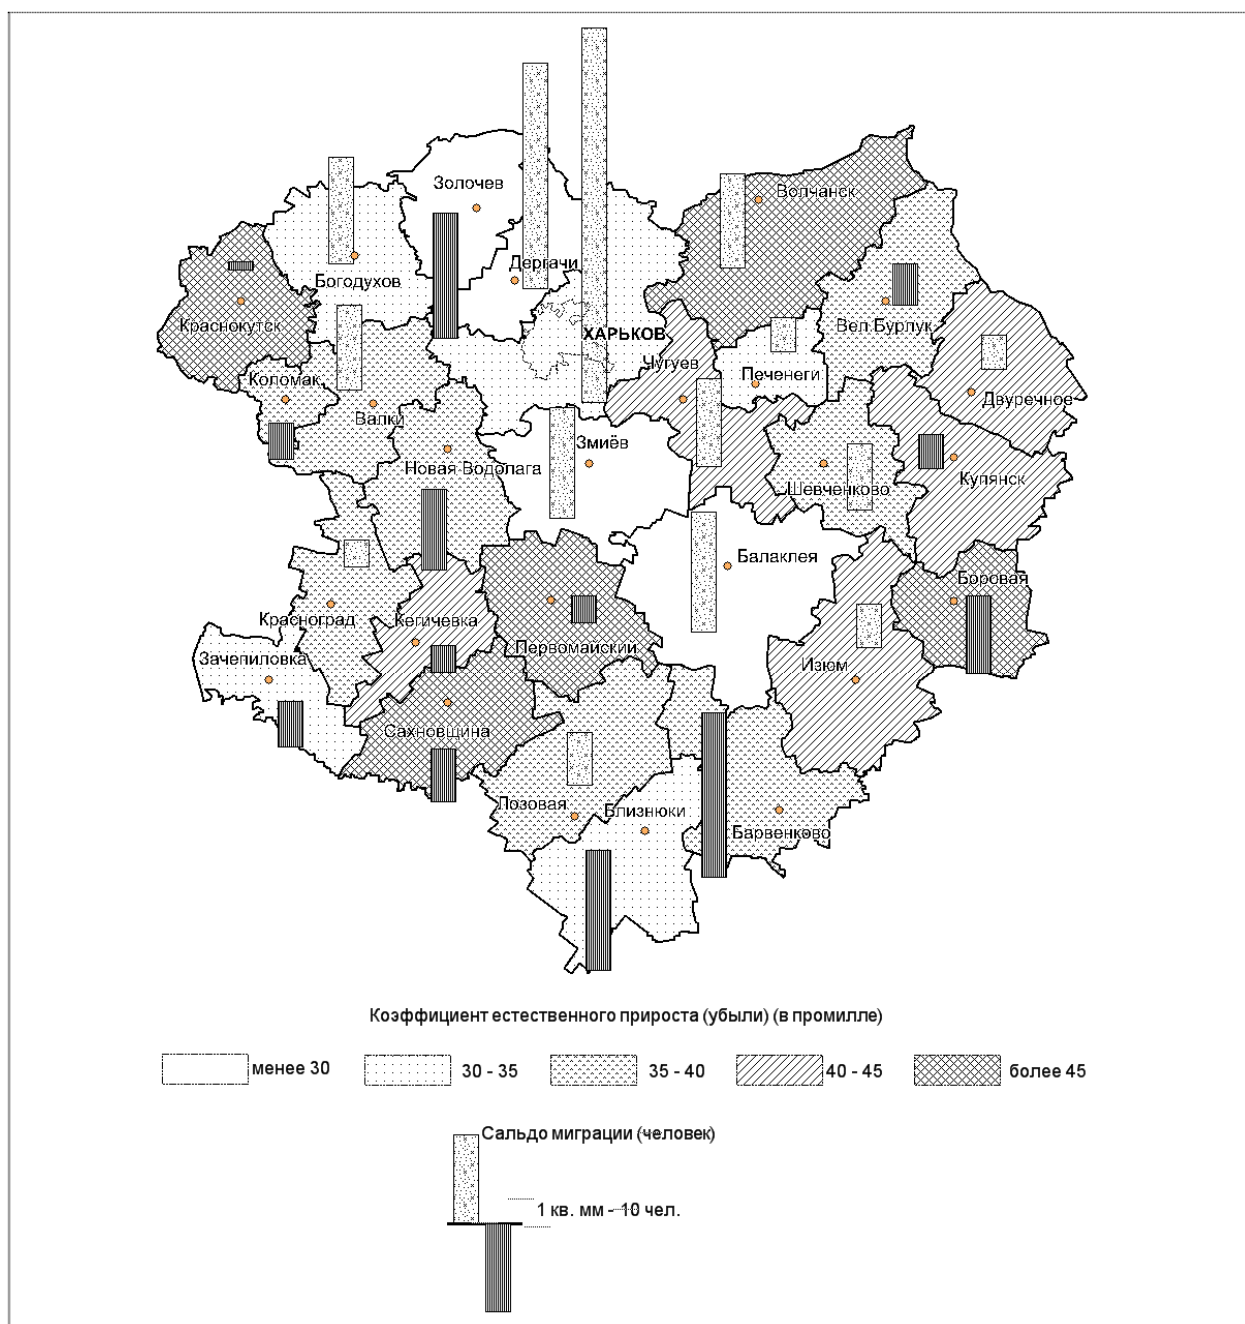 Золочев
Волчанск
Дергачи
Богодухов
Краснокутск
ХАРЬКОВ
Вел.Бурлук
Чугуев
Печенеги
Коломак
Двуречное
Валки
Змиёв
Новая Водолага
Шевченково
Купянск
Балаклея
Боровая
Красноград
Кегичевка
Первомайский
Зачепиловка
Изюм
Сахновщина
Лозовая
Близнюки
Барвенково
Коэффициент естественного прироста (убыли) (в промилле)
менее 30 30 - 35 35 - 40 40 - 45 более 45
Сальдо миграции (человек)
1 кв. мм - 10 чел.